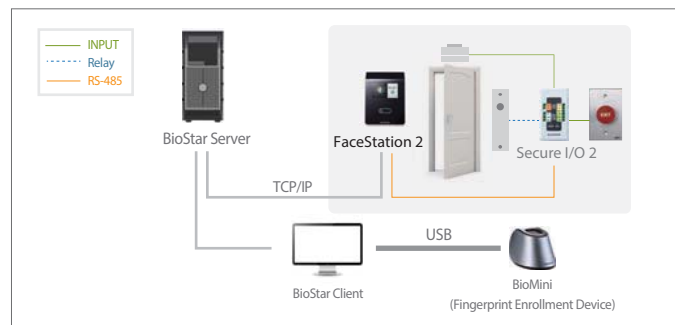 INPUT
Relay
RS-485
BioStar Server
FaceStation 2
EXIT
Secure I/O 2
TCP/IP
USB
BioStar Client
BioMini
(Fingerprint Enrollment Device)